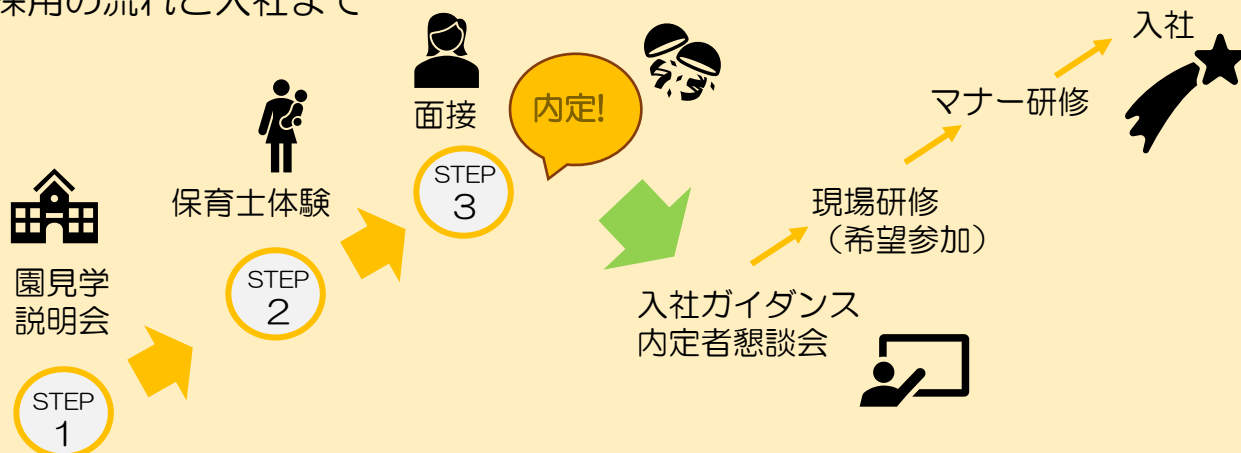 採用の流れと入社まで
園見学
説明会
STEP
1
保育士体験
STEP
2
面接
STEP
3
内定!
入社ガイダンス
内定者懇談会
現場研修
（希望参加）
マナー研修
入社